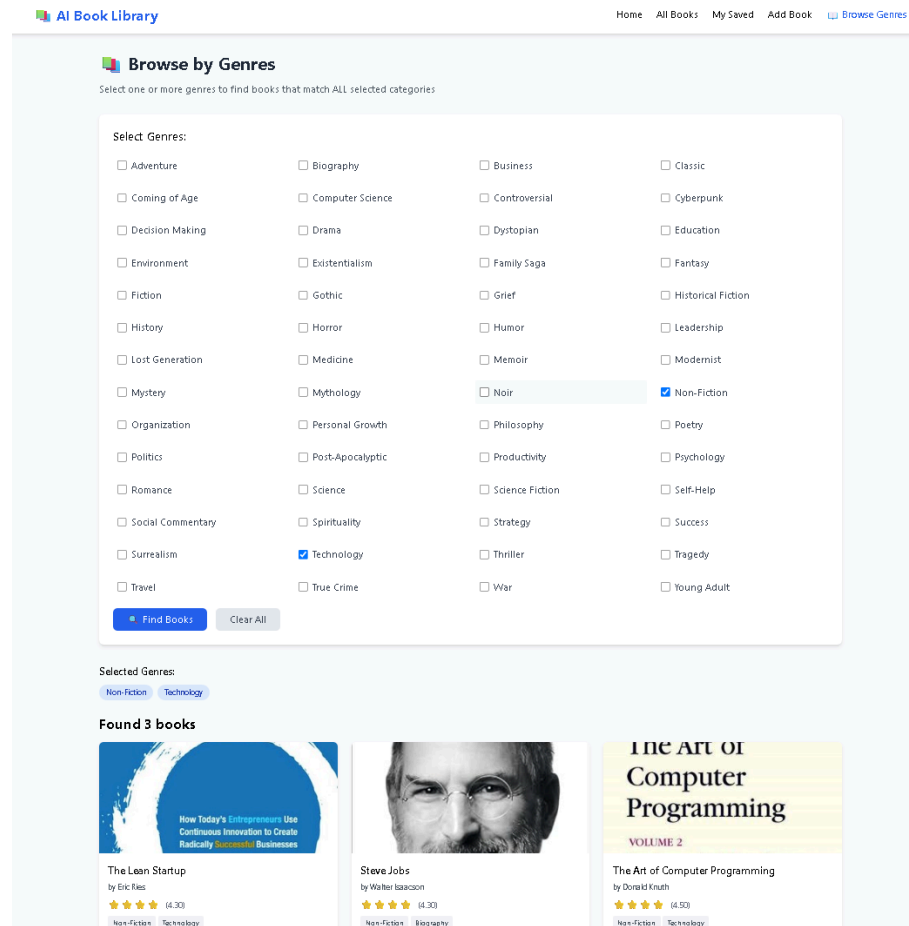 AI Book Library
Home All Books My Saved Add Book Browse Genres
Browse by Genres
Select one or more genres to find books that match ALL selected categories
Select Genres:
Adventure Biography Business Classic
Coming of Age Computer Science Controversial Cyberpunk
Decision Making Drama Dystopian Education
Environment Existentialism Family Saga Fantasy
Fiction Gothic Grief Historical Fiction
History Horror Humor Leadership
Lost Generation Medicine Memoir Modernist
Mystery Mythology Noir Non-Fiction
Organization Personal Growth Philosophy Poetry
Politics Post-Apocalyptic Productivity Psychology
Romance Science Science Fiction Self-Help
Social Commentary Spirituality Strategy Success
Surrealism Technology Thriller Tragedy
Travel True Crime War Young Adult
Find Books Clear All
Selected Genres:
Non-Fiction Technology
Found 3 books
How Today's Entrepreneurs Use
Continuous Innovation to Create
Radically Successful Businesses
The Art of
Computer
Programming
VOLUME 2
The Lean Startup Steve Jobs The Art of Computer Programming
by Eric Ries by Walter Isaacson by Donald Knuth
(4.30) (4.30) (4.50)
Non-Fiction Technology Non-Fiction Biography Non-Fiction Technology